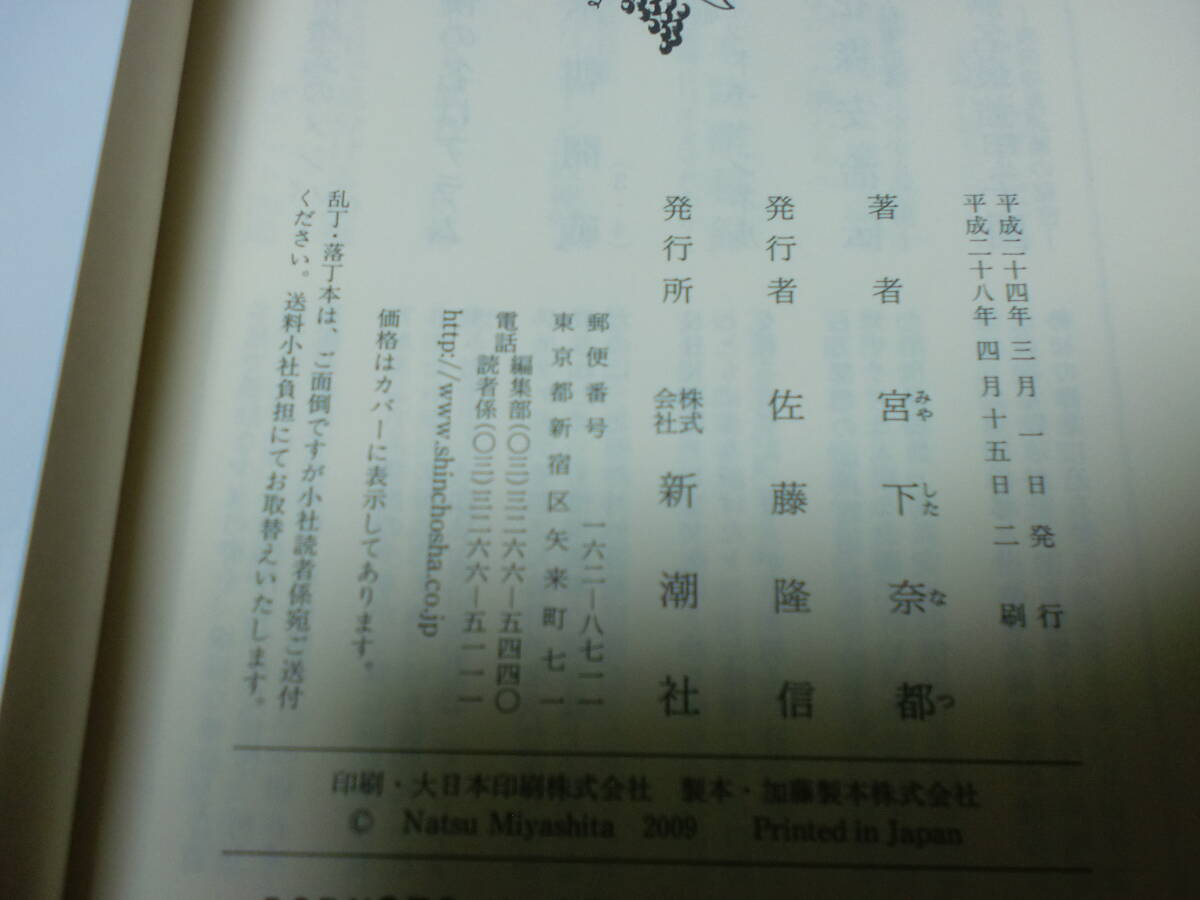 平成二十四年三月一日発行
平成二十八年四月十五日二刷
著者 宮下奈都
みやしたなつ
発行者 佐藤隆信
発行所 株式会社 新潮社
郵便番号 一六二―八七一一
東京都新宿区矢来町七一
電話 編集部(〇三)三二六六―五四四〇
読者係(〇三)三二六六―五一一一
http://www.shinchosha.co.jp
価格はカバーに表示してあります。
乱丁・落丁本は、ご面倒ですが小社読者係宛ご送付
ください。送料小社負担にてお取替えいたします。
印刷・大日本印刷株式会社 製本・加藤製本株式会社
© Natsu Miyashita 2009 Printed in Japan